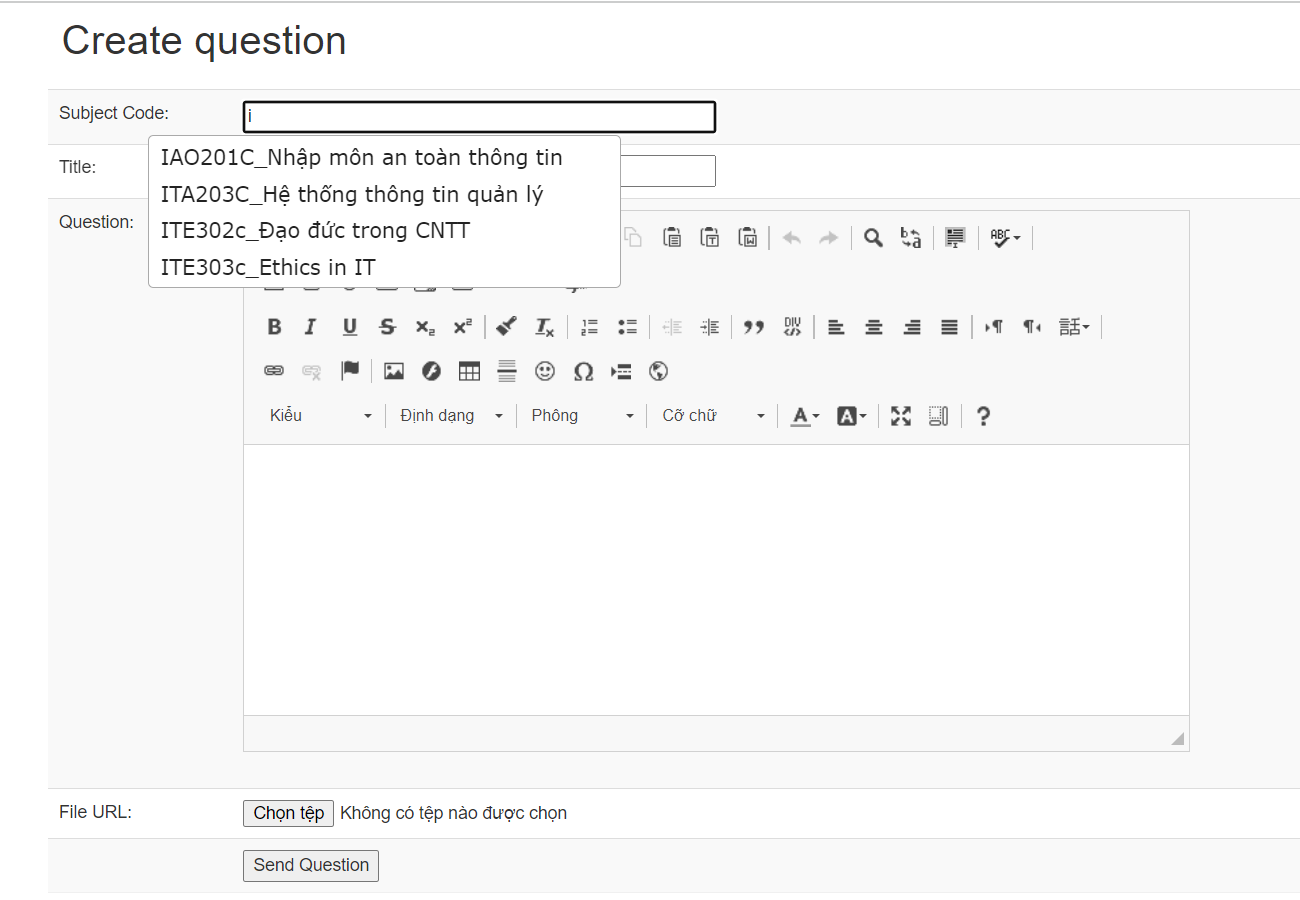 Create question
Subject Code:
i
IAO201C_Nhập môn an toàn thông tin
ITA203C_Hệ thống thông tin quản lý
ITE302c_Đạo đức trong CNTT
ITE303c_Ethics in IT
Title:
Question:
Kiểu Định dạng Phông Cỡ chữ
File URL:
Chọn tệp Không có tệp nào được chọn
Send Question